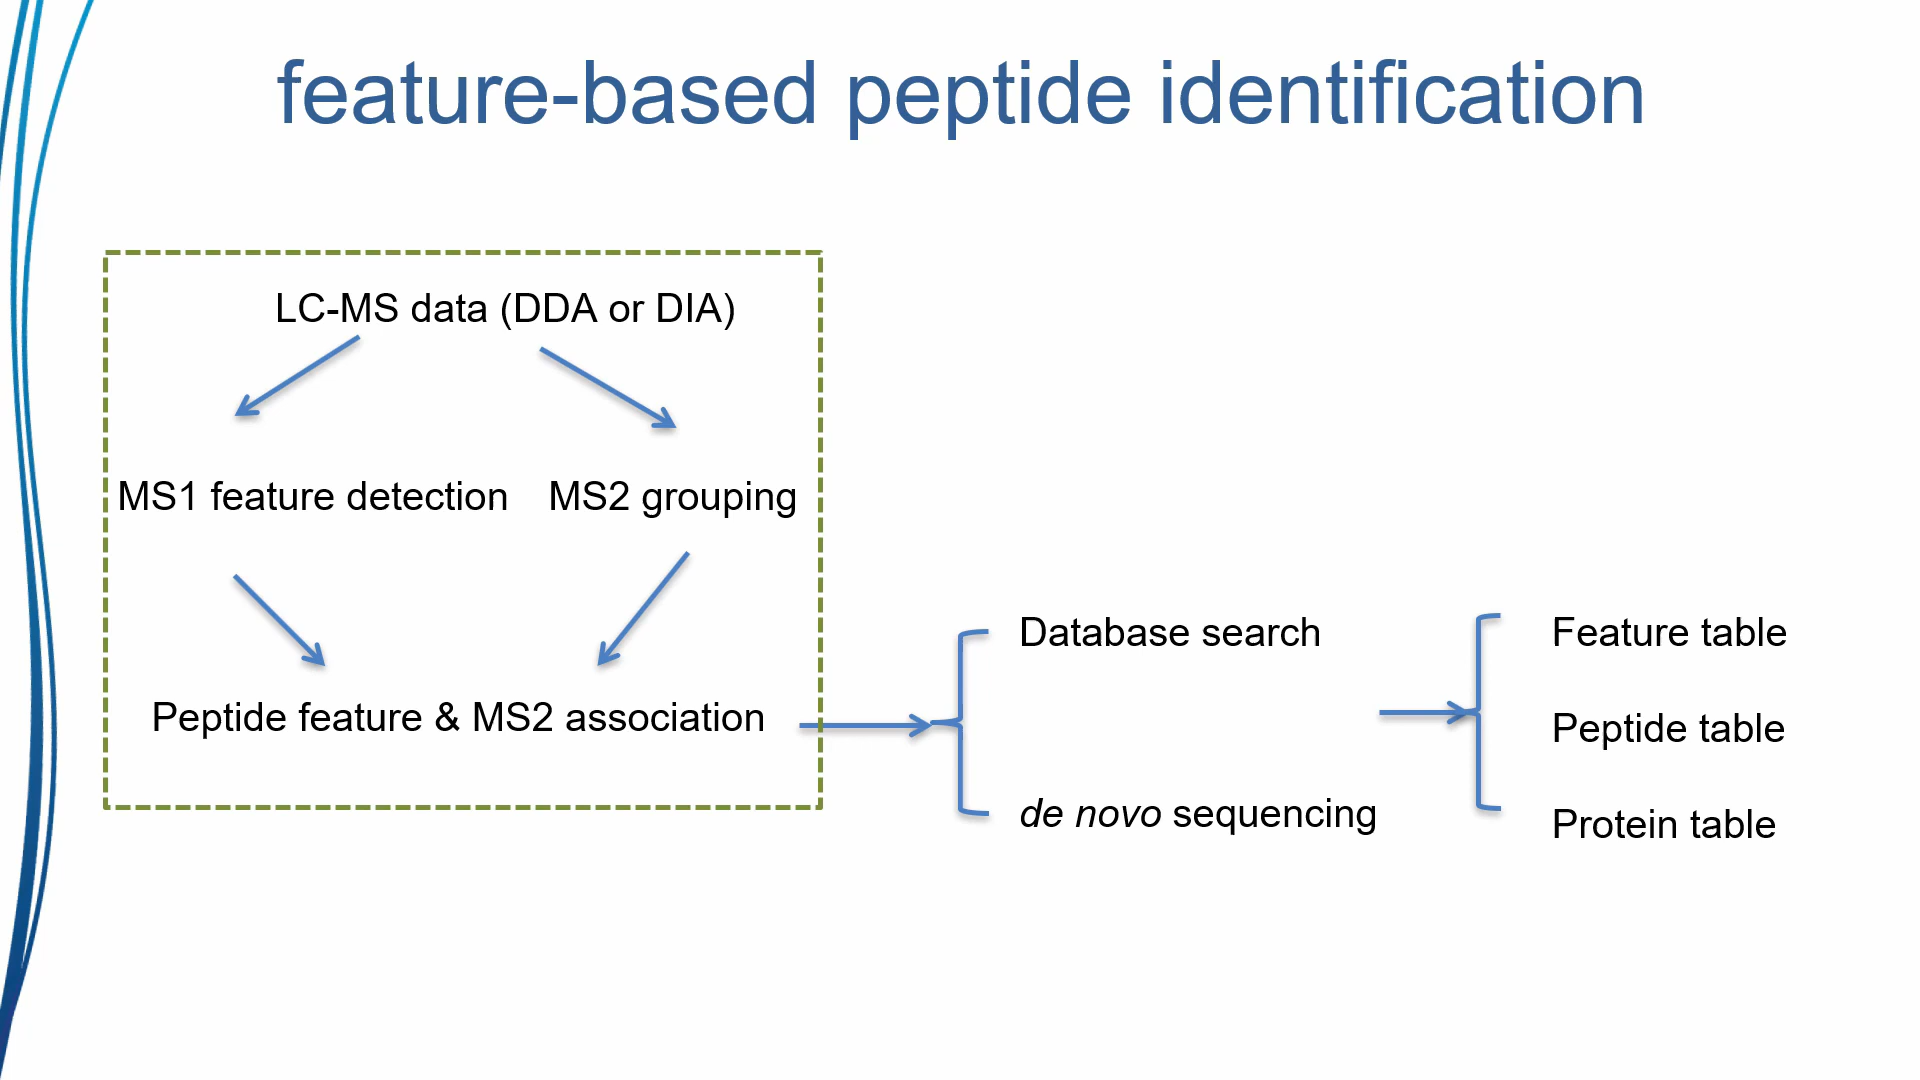 feature-based peptide identification
LC-MS data (DDA or DIA)
MS1 feature detection
MS2 grouping
Peptide feature & MS2 association
Database search
de novo sequencing
Feature table
Peptide table
Protein table